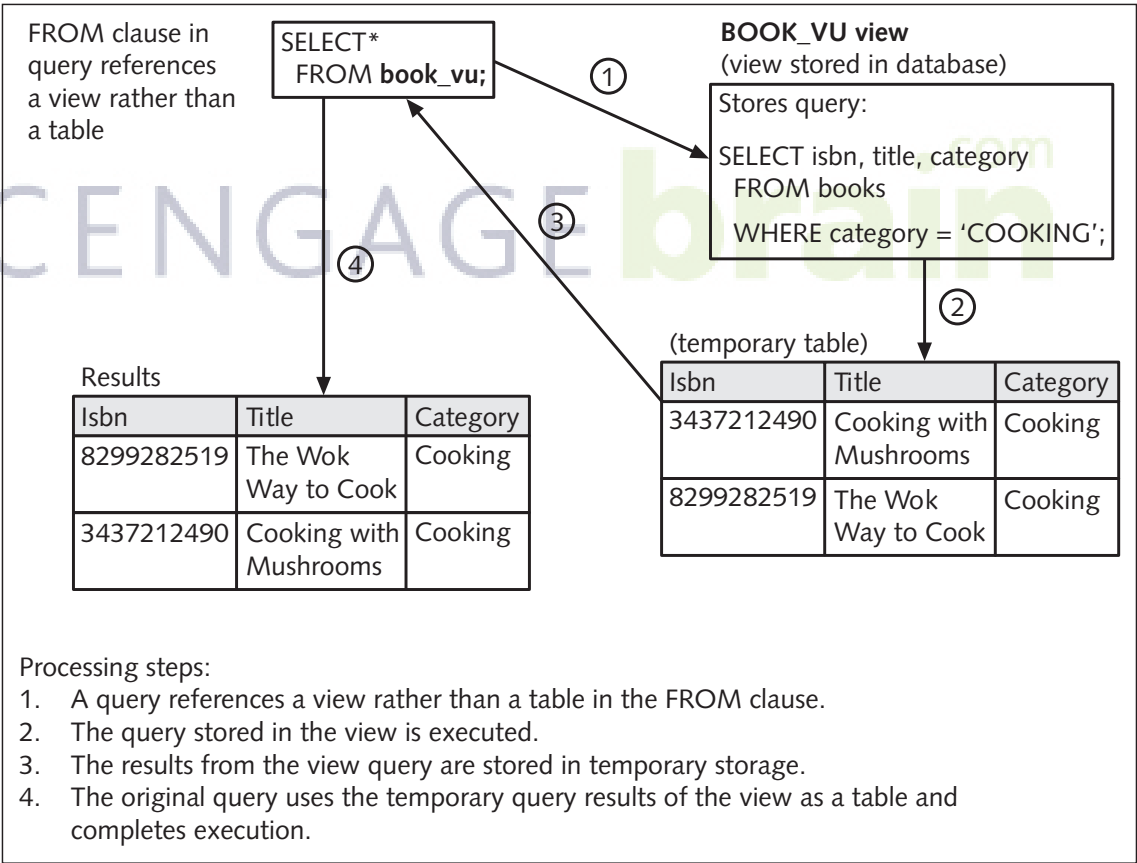 FROM clause in
query references
a view rather than
a table
SELECT*
FROM book_vu;
1
BOOK_VU view
(view stored in database)
Stores query:
SELECT isbn, title, category
FROM books
WHERE category = ‘COOKING’;
CENGAGE brain
.com
3
4
2
(temporary table)
Isbn Title Category
3437212490 Cooking with Cooking
Mushrooms
8299282519 The Wok Cooking
Way to Cook
Results
Isbn Title Category
8299282519 The Wok Cooking
Way to Cook
3437212490 Cooking with Cooking
Mushrooms
Processing steps:
1. A query references a view rather than a table in the FROM clause.
2. The query stored in the view is executed.
3. The results from the view query are stored in temporary storage.
4. The original query uses the temporary query results of the view as a table and
completes execution.